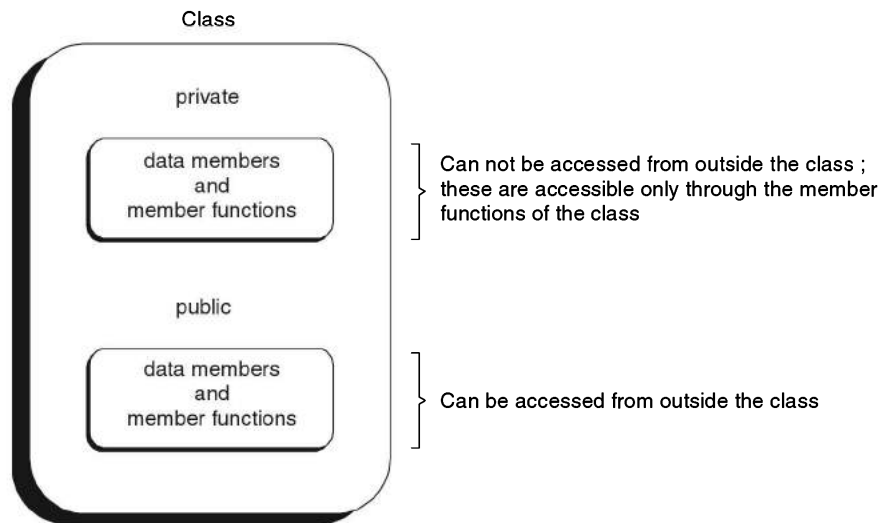 Class
private
data members
and
member functions
Can not be accessed from outside the class ;
these are accessible only through the member
functions of the class
public
data members
and
member functions
Can be accessed from outside the class